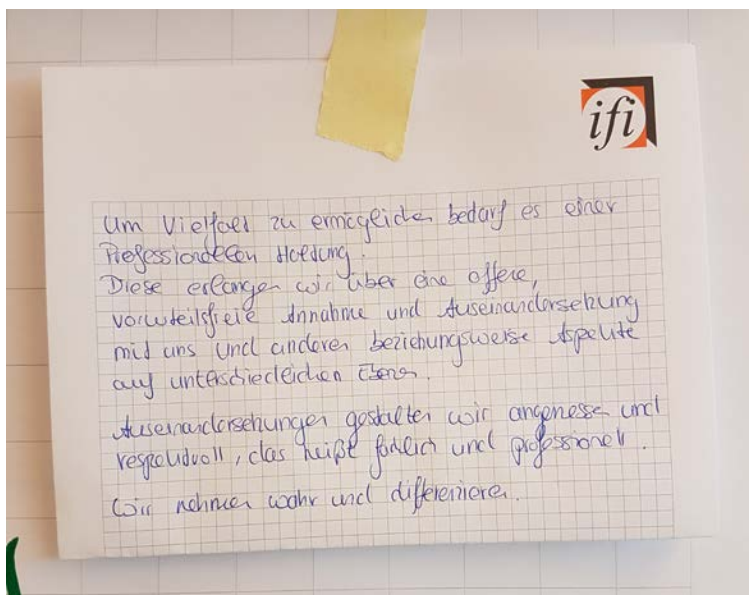 ifi
Um Vielfalt zu ermöglichen bedarf es einer
Professionellen Haltung.
Diese erlangen wir über eine offene,
vorurteilsfreie Annahme und Auseinandersetzung
mit uns und anderen beziehungsweise Aspekte
auf unterschiedlichen Ebenen.
Auseinandersetzungen gestalten wir angemessen und
respektvoll, das heißt fachlich und professionell.
Wir nehmen wahr und differenzieren.